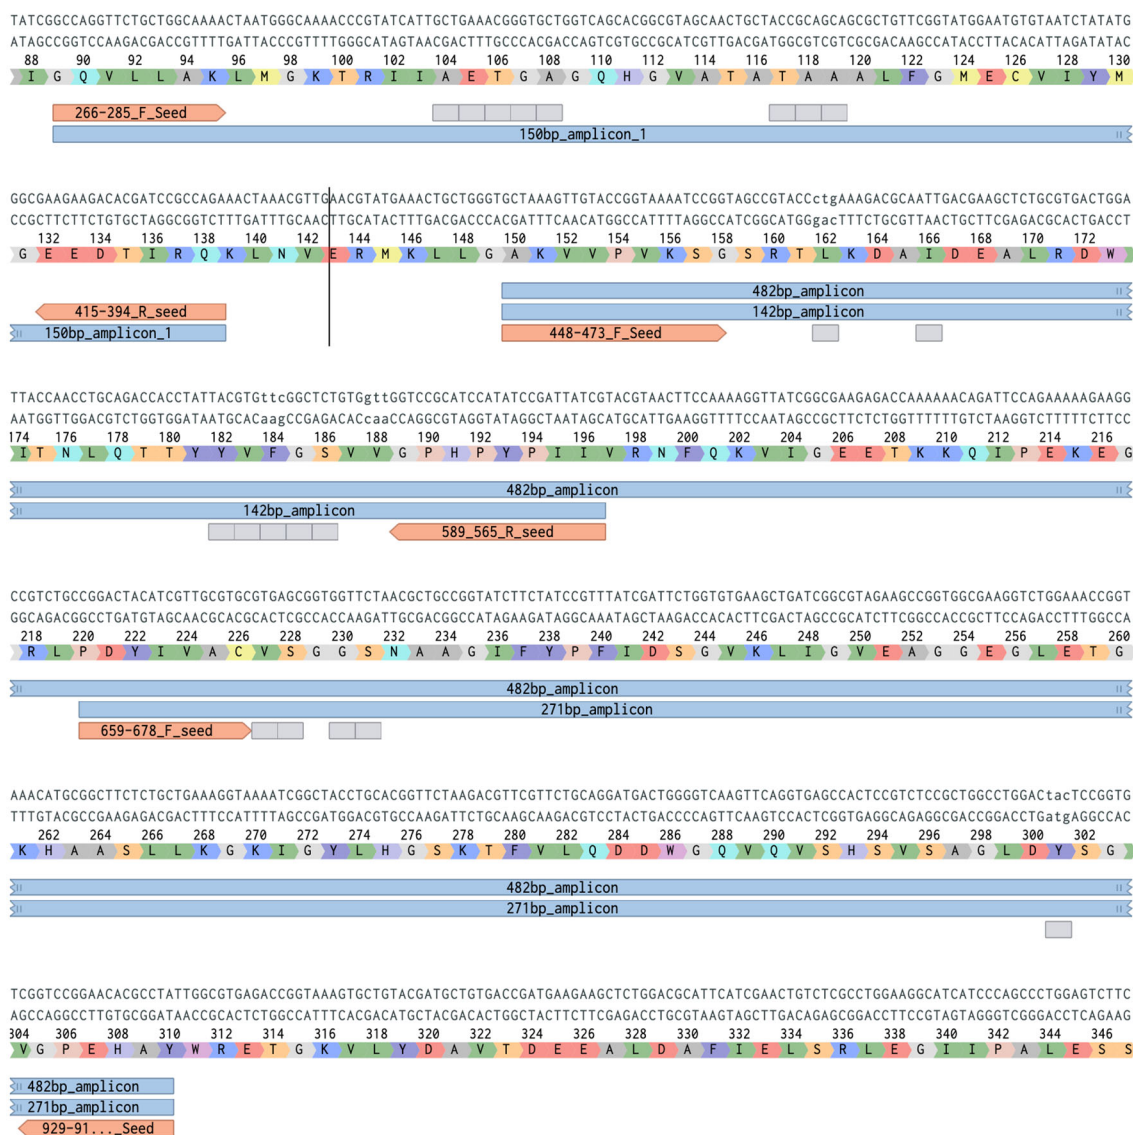 TATCGGCCAGGTTCTGCTGGCAAAACTAATGGGCAAAACCCGTATCATTGCTGAAACGGGTGCTGGTCAGCACGGCGTAGCAACTGCTACCGCAGCAGCGCTGTTCGGTATGGAATGTGTAATCTATATG
ATAGCCGGTCCAAGACGACCGTTTTGATTACCCGTTTTGGGCATAGTAACGACTTTGCCCACGACCAGTCGTGCCGCATCGTTGACGATGGCGTCGTCGCGACAAGCCATACCTTACACATTAGATATAC
88 90 92 94 96 98 100 102 104 106 108 110 112 114 116 118 120 122 124 126 128 130
I G Q V L L A K L M G K T R I I A E T G A G Q H G V A T A T A A A L F G M E C V I Y M
266-285_F_Seed
150bp_amplicon_1
GGCGAAGAAGACACGATCCGCCAGAAACTAAACGTTGAACGTATGAAACTGCTGGGTGCTAAAGTTGTACCGGTAAAATCCGGTAGCCGTACCctgAAAGACGCAATTGACGAAGCTCTGCGTGACTGGA
CCGCTTCTTCTGTGCTAGGCGGTCTTTGATTTGCAACTTGCATACTTTGACGACCCACGATTTCAACATGGCCATTTTAGGCCATCGGCATGGgacTTTCTGCGTTAACTGCTTCGAGACGCACTGACCT
132 134 136 138 140 142 144 146 148 150 152 154 156 158 160 162 164 166 168 170 172
G E E D T I R Q K L N V E R M K L L G A K V V P V K S G S R T L K D A I D E A L R D W
482bp_amplicon
415-394_R_seed
142bp_amplicon
150bp_amplicon_1
448-473_F_Seed
TTACCAACCTGCAGACCACCTATTACGTGttcGGCTCTGTGgttGGTCCGCATCCATATCCGATTATCGTACGTAACTTCCAAAAGGTTATCGGCGAAGAGACCAAAAAACAGATTCCAGAAAAAGAAGG
AATGGTTGGACGTCTGGTGGATAATGCACaagCCGAGACACcaaCCAGGCGTAGGTATAGGCTAATAGCATGCATTGAAGGTTTTCCAATAGCCGCTTCTCTGGTTTTTTGTCTAAGGTCTTTTTCTTCC
174 176 178 180 182 184 186 188 190 192 194 196 198 200 202 204 206 208 210 212 214 216
I T N L Q T T Y Y V F G S V V G P H P Y P I I V R N F Q K V I G E E T K K Q I P E K E G
482bp_amplicon
142bp_amplicon
589_565_R_seed
CCGTCTGCCGGACTACATCGTTGCGTGCGTGAGCGGTGGTTCTAACGCTGCCGGTATCTTCTATCCGTTTATCGATTCTGGTGTGAAGCTGATCGGCGTAGAAGCCGGTGGCGAAGGTCTGGAAACCGGT
GGCAGACGGCCTGATGTAGCAACGCACGCACTCGCCACCAAGATTGCGACGGCCATAGAAGATAGGCAAATAGCTAAGACCACACTTCGACTAGCCGCATCTTCGGCCACCGCTTCCAGACCTTTGGCCA
218 220 222 224 226 228 230 232 234 236 238 240 242 244 246 248 250 252 254 256 258 260
R L P D Y I V A C V S G G S N A A G I F Y P F I D S G V K L I G V E A G G E G L E T G
482bp_amplicon
271bp_amplicon
659-678_F_seed
AAACATGCGGCTTCTCTGCTGAAAGGTAAAATCGGCTACCTGCACGGTTCTAAGACGTTCGTTCTGCAGGATGACTGGGGTCAAGTTCAGGTGAGCCACTCCGTCTCCGCTGGCCTGGACtacTCCGGTG
TTTGTACGCCGAAGAGACGACTTTCCATTTTAGCCGATGGACGTGCCAAGATTCTGCAAGCAAGACGTCCTACTGACCCCAGTTCAAGTCCACTCGGTGAGGCAGAGGCGACCGGACCTGatgAGGCCAC
262 264 266 268 270 272 274 276 278 280 282 284 286 288 290 292 294 296 298 300 302
K H A A S L L K G K I G Y L H G S K T F V L Q D D W G Q V Q V S H S V S A G L D Y S G
482bp_amplicon
271bp_amplicon
TCGGTCCGGAACACGCCTATTGGCGTGAGACCGGTAAAGTGCTGTACGATGCTGTGACCGATGAAGAAGCTCTGGACGCATTCATCGAACTGTCTCGCCTGGAAGGCATCATCCCAGCCCTGGAGTCTTC
AGCCAGGCCTTGTGCGGATAACCGCACTCTGGCCATTTCACGACATGCTACGACACTGGCTACTTCTTCGAGACCTGCGTAAGTAGCTTGACAGAGCGGACCTTCCGTAGTAGGGTCGGGACCTCAGAAG
304 306 308 310 312 314 316 318 320 322 324 326 328 330 332 334 336 338 340 342 344 346
V G P E H A Y W R E T G K V L Y D A V T D E E A L D A F I E L S R L E G I I P A L E S S
482bp_amplicon
271bp_amplicon
929-91..._Seed